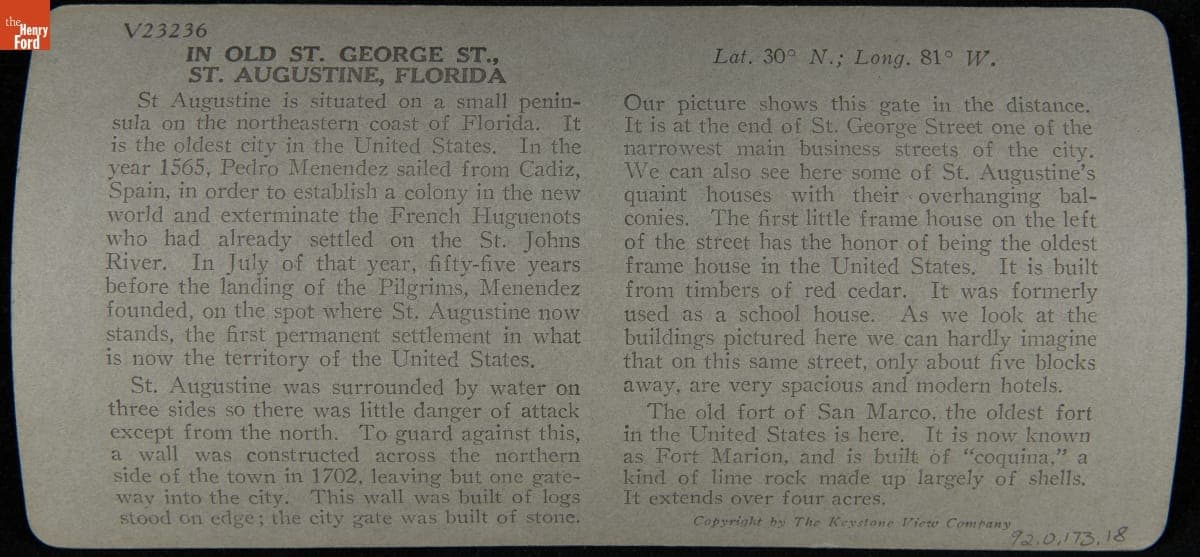 the
Henry
Ford
V23236
IN OLD ST. GEORGE ST.,
ST. AUGUSTINE, FLORIDA
St Augustine is situated on a small penin-
sula on the northeastern coast of Florida. It
is the oldest city in the United States. In the
year 1565, Pedro Menendez sailed from Cadiz,
Spain, in order to establish a colony in the new
world and exterminate the French Huguenots
who had already settled on the St. Johns
River. In July of that year, fifty-five years
before the landing of the Pilgrims, Menendez
founded, on the spot where St. Augustine now
stands, the first permanent settlement in what
is now the territory of the United States.
St. Augustine was surrounded by water on
three sides so there was little danger of attack
except from the north. To guard against this,
a wall was constructed across the northern
side of the town in 1702, leaving but one gate-
way into the city. This wall was built of logs
stood on edge; the city gate was built of stone.
Lat. 30° N.; Long. 81° W.
Our picture shows this gate in the distance.
It is at the end of St. George Street one of the
narrowest main business streets of the city.
We can also see here some of St. Augustine's
quaint houses with their overhanging bal-
conies. The first little frame house on the left
of the street has the honor of being the oldest
frame house in the United States. It is built
from timbers of red cedar. It was formerly
used as a school house. As we look at the
buildings pictured here we can hardly imagine
that on this same street, only about five blocks
away, are very spacious and modern hotels.
The old fort of San Marco, the oldest fort
in the United States is here. It is now known
as Fort Marion, and is built of "coquina," a
kind of lime rock made up largely of shells.
It extends over four acres.
Copyright by The Keystone View Company
92.0.173.18